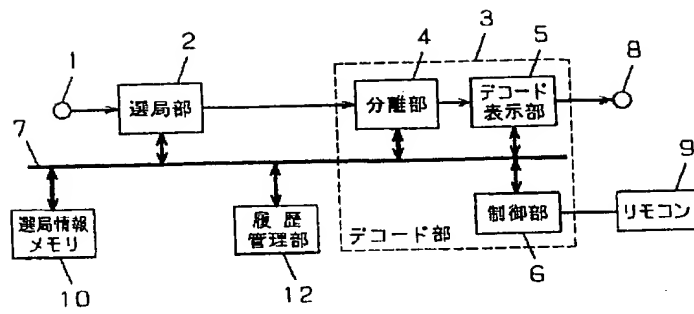 1
2
選局部
3
4
分離部
5
デコード
表示部
8
7
9
選局情報
メモリ
10
履歴
管理部
12
デコード部
制御部
6
リモコン